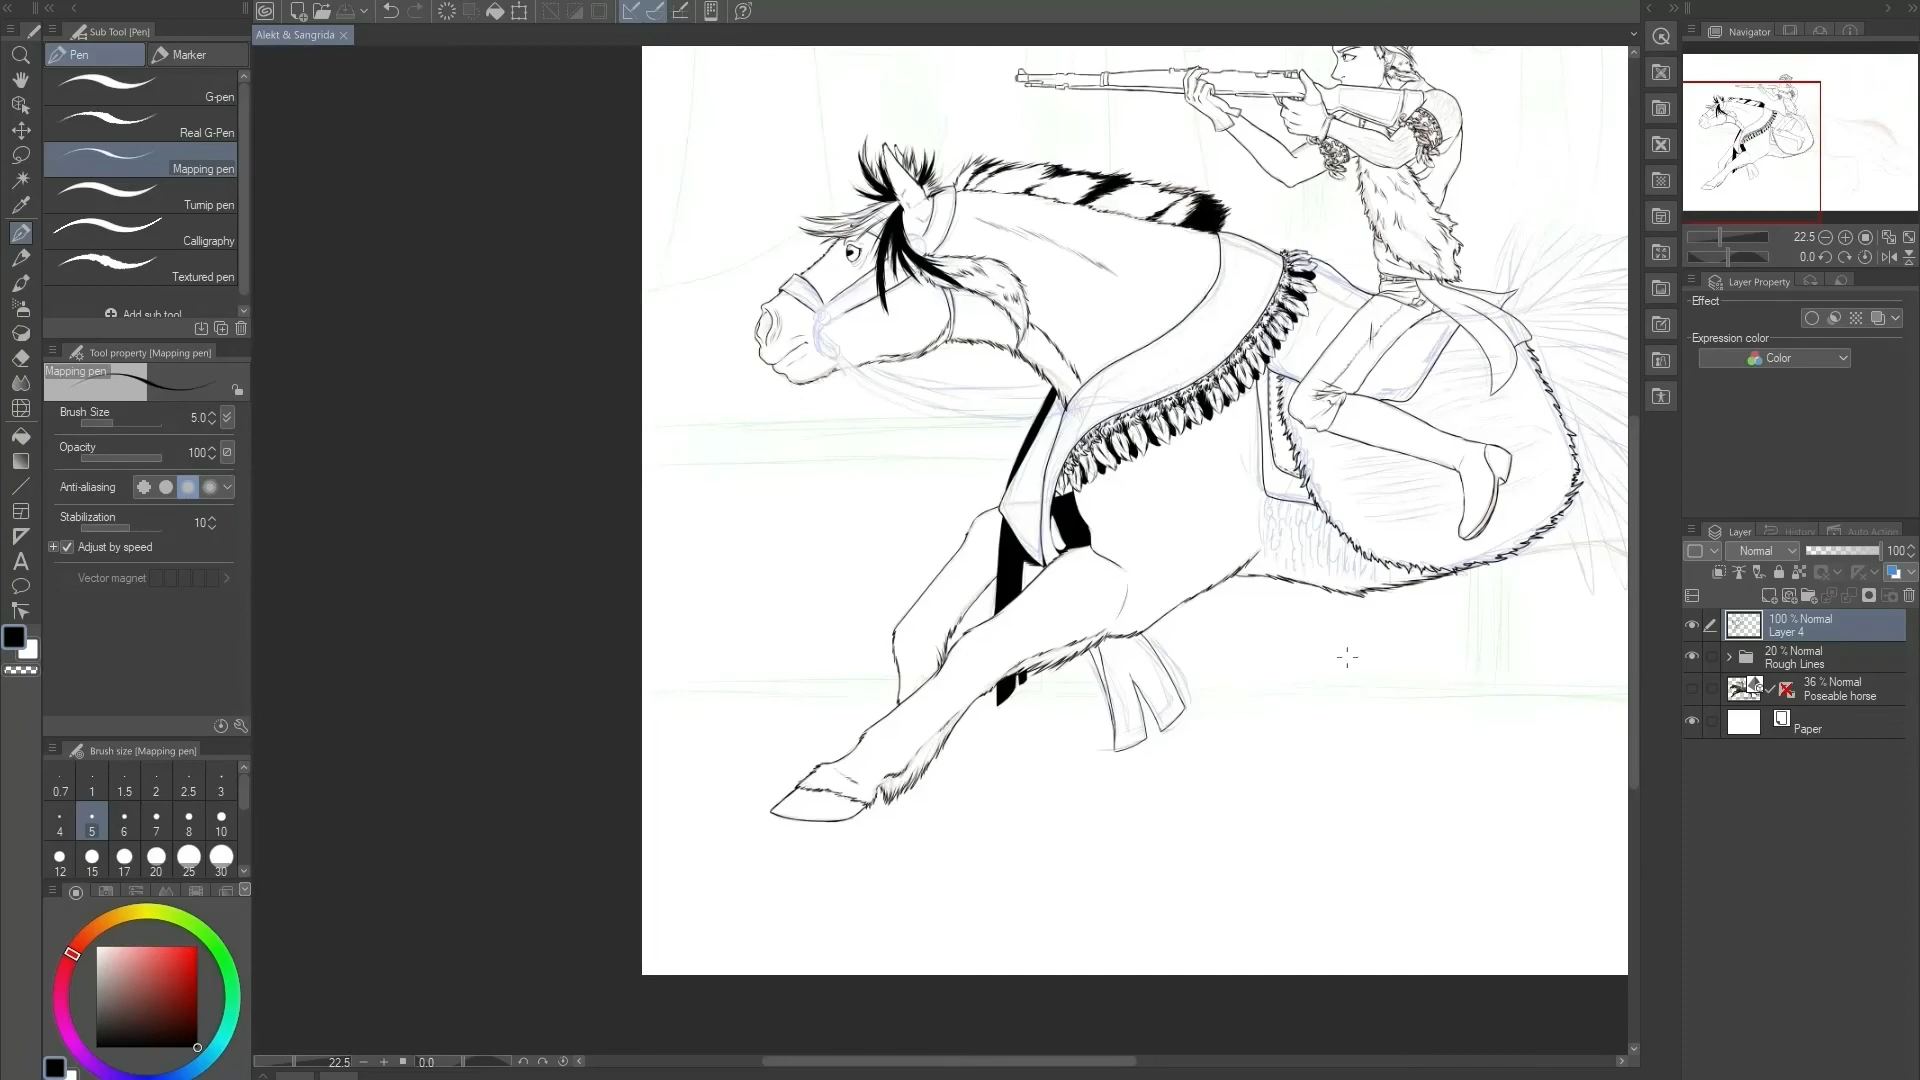 Sub Tool [Pen]
Pen
Marker
G-pen
Real G-Pen
Mapping pen
Turnip pen
Calligraphy
Textured pen
Add sub tool
Tool property [Mapping pen]
Mapping pen
Brush Size 5.0
Opacity 100
Anti-aliasing
Stabilization 10
Adjust by speed
Vector magnet
Brush size [Mapping pen]
0.7 1 1.5 2 2.5 3
4 5 6 7 8 10
12 15 17 20 25 30
Alekt & Sangrida
22.5 0.0
Navigator
22.5
0.0
Layer Property
Effect
Expression color
Color
Layer History Auto Action
Normal 100
100 % Normal
Layer 4
20 % Normal
Rough Lines
36 % Normal
Poseable horse
Paper